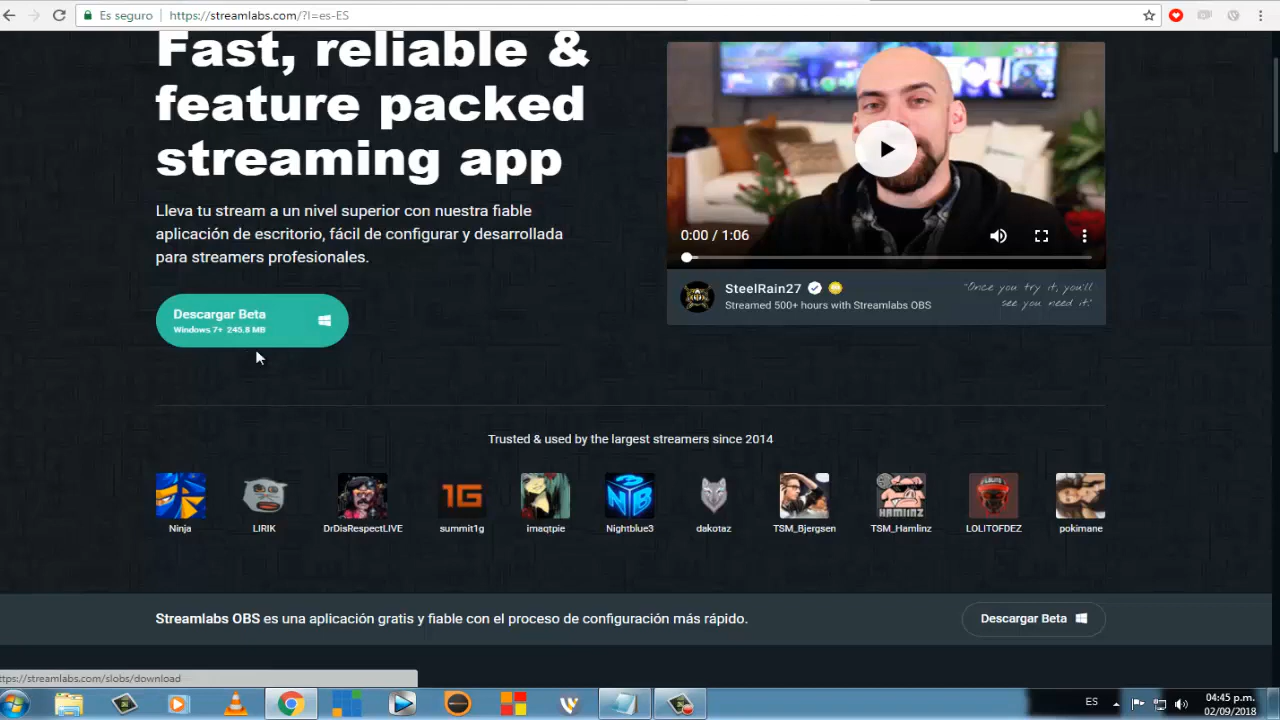 Es seguro
https://streamlabs.com/?l=es-ES
Fast, reliable &
feature packed
streaming app
Lleva tu stream a un nivel superior con nuestra fiable
aplicación de escritorio, fácil de configurar y desarrollada
para streamers profesionales.
Descargar Beta
Windows 7+ 245.8 MB
0:00 / 1:06
SteelRain27
Streamed 500+ hours with Streamlabs OBS
"Once you try it, you'll
see you need it."
Trusted & used by the largest streamers since 2014
1G
NTB
HAMLINZ
Ninja
LIRIK
DrDisRespectLIVE
summit1g
imaqtpie
Nightblue3
dakotaz
TSM_Bjergsen
TSM_Hamlinz
LOLITOFDEZ
pokimane
Streamlabs OBS es una aplicación gratis y fiable con el proceso de configuración más rápido.
Descargar Beta
ttps://streamlabs.com/slobs/download
ES
04:45 p.m.
02/09/2018